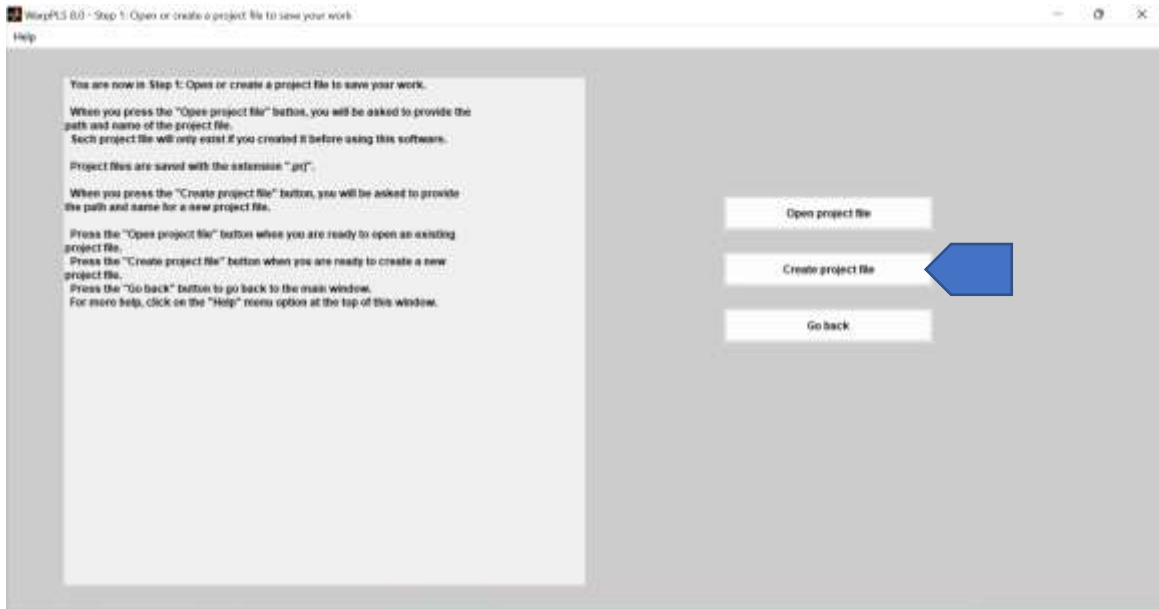 WarpPLS 8.0 - Step 1: Open or create a project file to save your work
Help
You are now in Step 1: Open or create a project file to save your work.
When you press the "Open project file" button, you will be asked to provide the
path and name of the project file.
Such project file will only exist if you created it before using this software.
Project files are saved with the extension ".prj".
When you press the "Create project file" button, you will be asked to provide
the path and name for a new project file.
Press the "Open project file" button when you are ready to open an existing
project file.
Press the "Create project file" button when you are ready to create a new
project file.
Press the "Go back" button to go back to the main window.
For more help, click on the "Help" menu option at the top of this window.
Open project file
Create project file
Go back